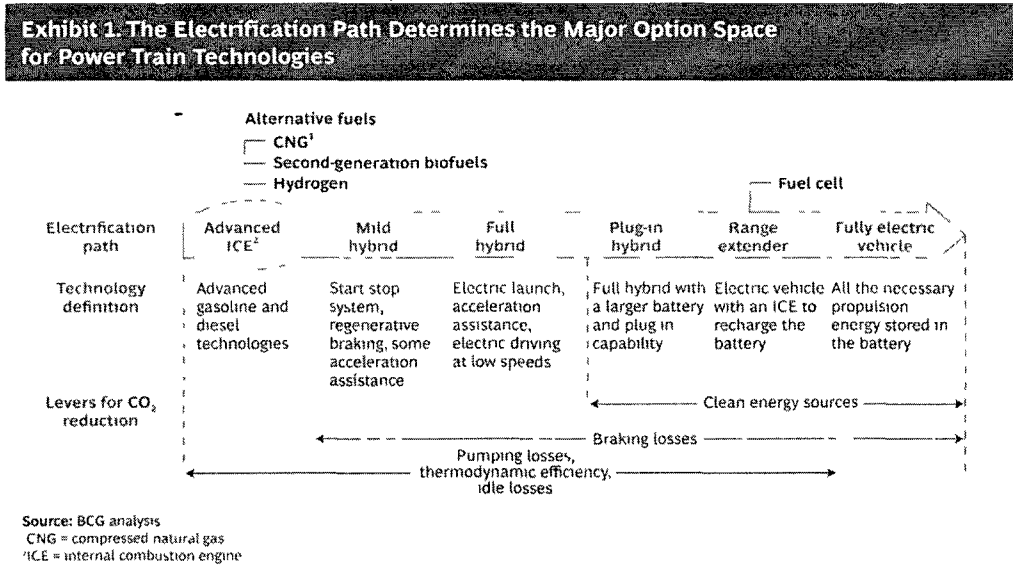 Exhibit 1. The Electrification Path Determines the Major Option Space
for Power Train Technologies
Alternative fuels
CNG¹
Second-generation biofuels
Hydrogen
Fuel cell
Electrification
path
Advanced
ICE²
Mild
hybrid
Full
hybrid
Plug-in
hybrid
Range
extender
Fully electric
vehicle
Technology
definition
Advanced
gasoline and
diesel
technologies
Start stop
system,
regenerative
braking, some
acceleration
assistance
Electric launch,
acceleration
assistance,
electric driving
at low speeds
Full hybrid with
a larger battery
and plug in
capability
Electric vehicle
with an ICE to
recharge the
battery
All the necessary
propulsion
energy stored in
the battery
Levers for CO₂
reduction
Clean energy sources
Braking losses
Pumping losses,
thermodynamic efficiency,
idle losses
Source: BCG analysis
CNG = compressed natural gas
²ICE = internal combustion engine